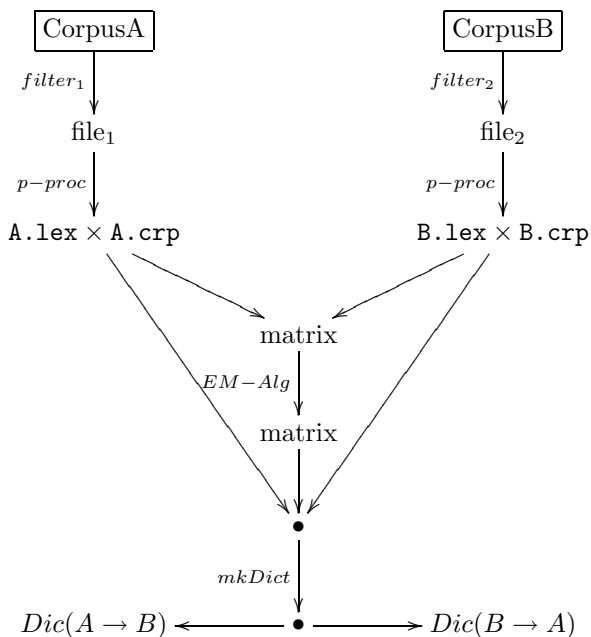 CorpusA CorpusB
filter₁ filter₂
file₁ file₂
p−proc p−proc
A.lex × A.crp B.lex × B.crp
matrix
EM−Alg
matrix
•
mkDict
Dic(A → B) • Dic(B → A)